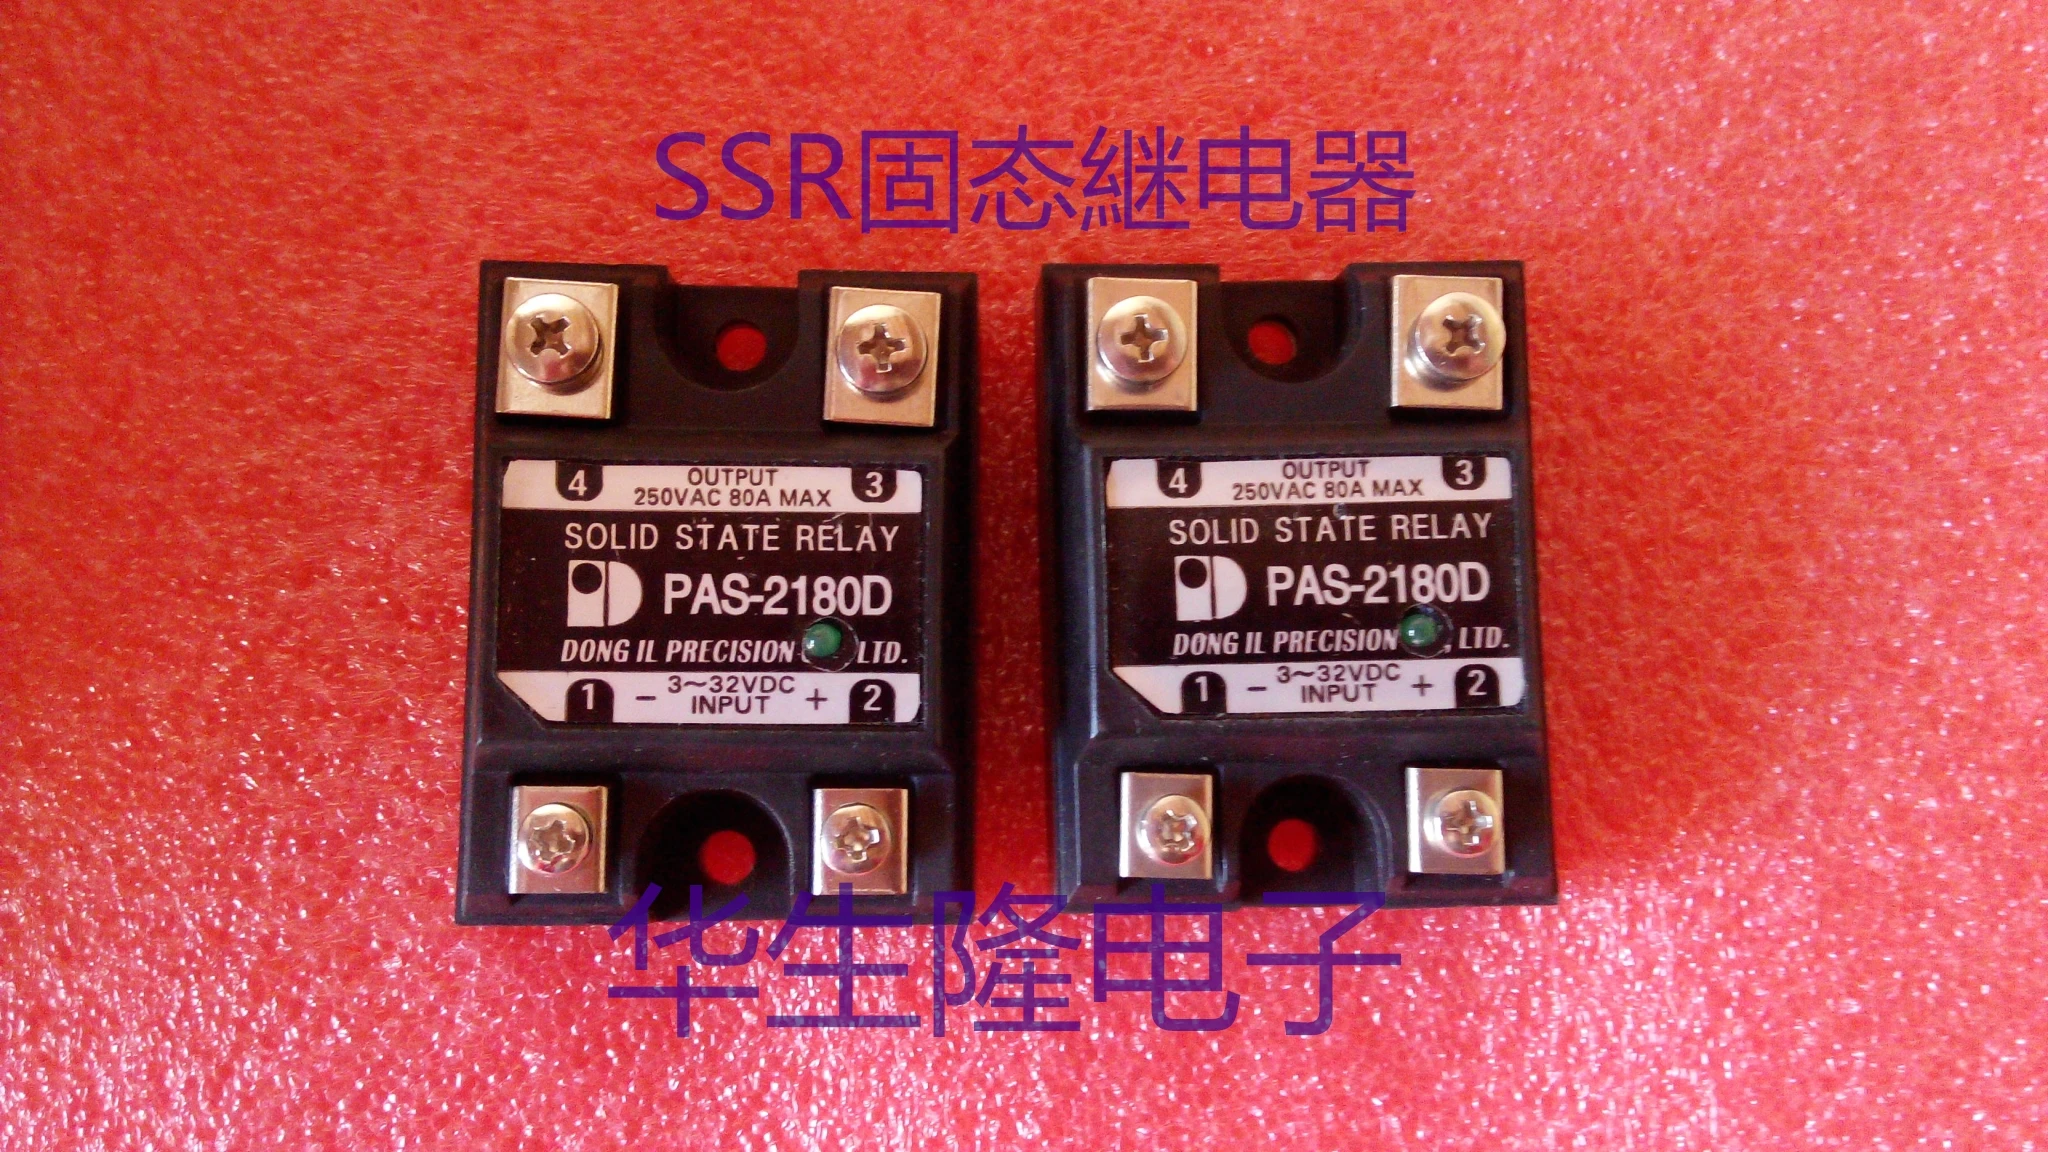 SSR固态継电器
4 OUTPUT 3
250VAC 80A MAX
SOLID STATE RELAY
PAS-2180D
DONG IL PRECISION LTD.
1 - 3~32VDC + 2
INPUT
4 OUTPUT 3
250VAC 80A MAX
SOLID STATE RELAY
PAS-2180D
DONG IL PRECISION , LTD.
1 - 3~32VDC + 2
INPUT
华生隆电子